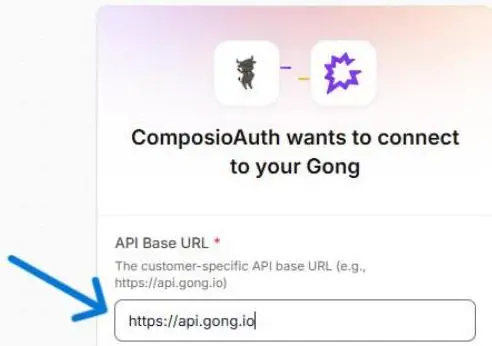 ComposioAuth wants to connect
to your Gong
API Base URL *
The customer-specific API base URL (e.g.,
https://api.gong.io)
https://api.gong.io